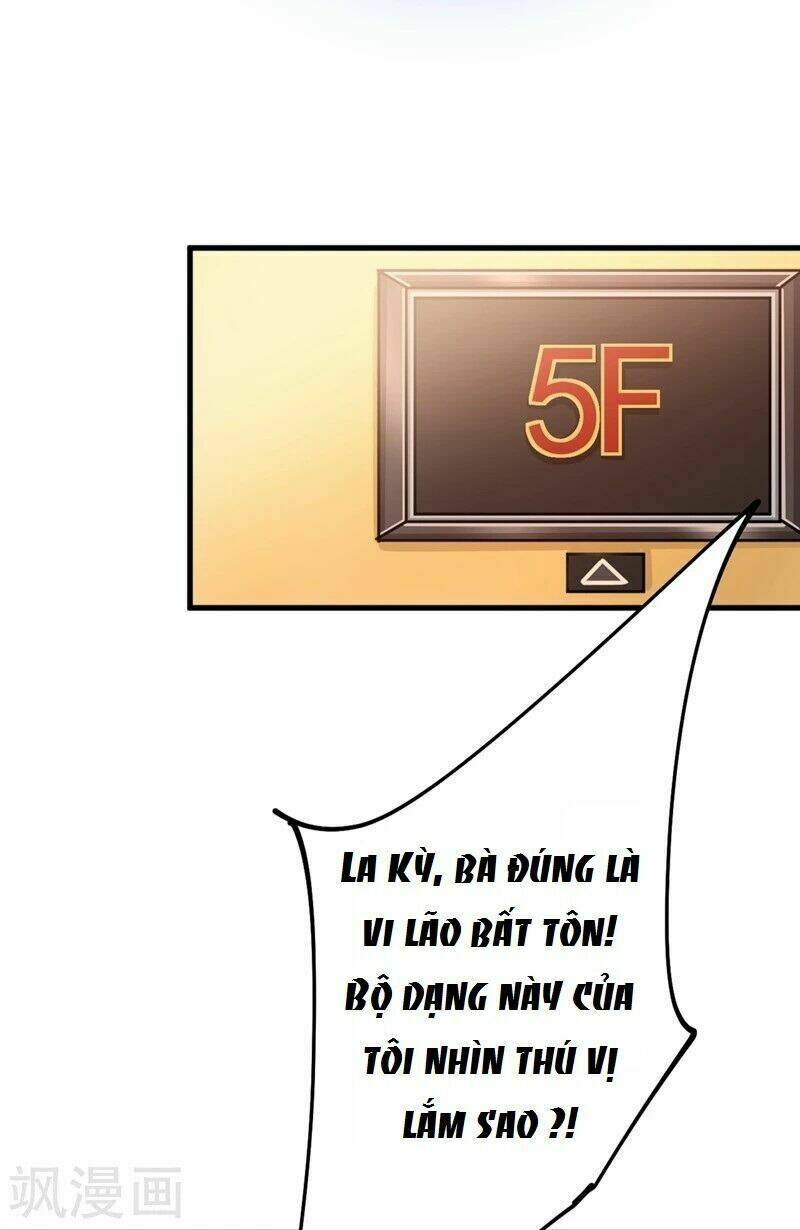 5F
LA KỲ, BÀ ĐÚNG LÀ
VI LÃO BẤT TÔN!
BỘ DẠNG NÀY CỦA
TÔI NHÌN THÚ VỊ
LẮM SAO?!
飒漫画